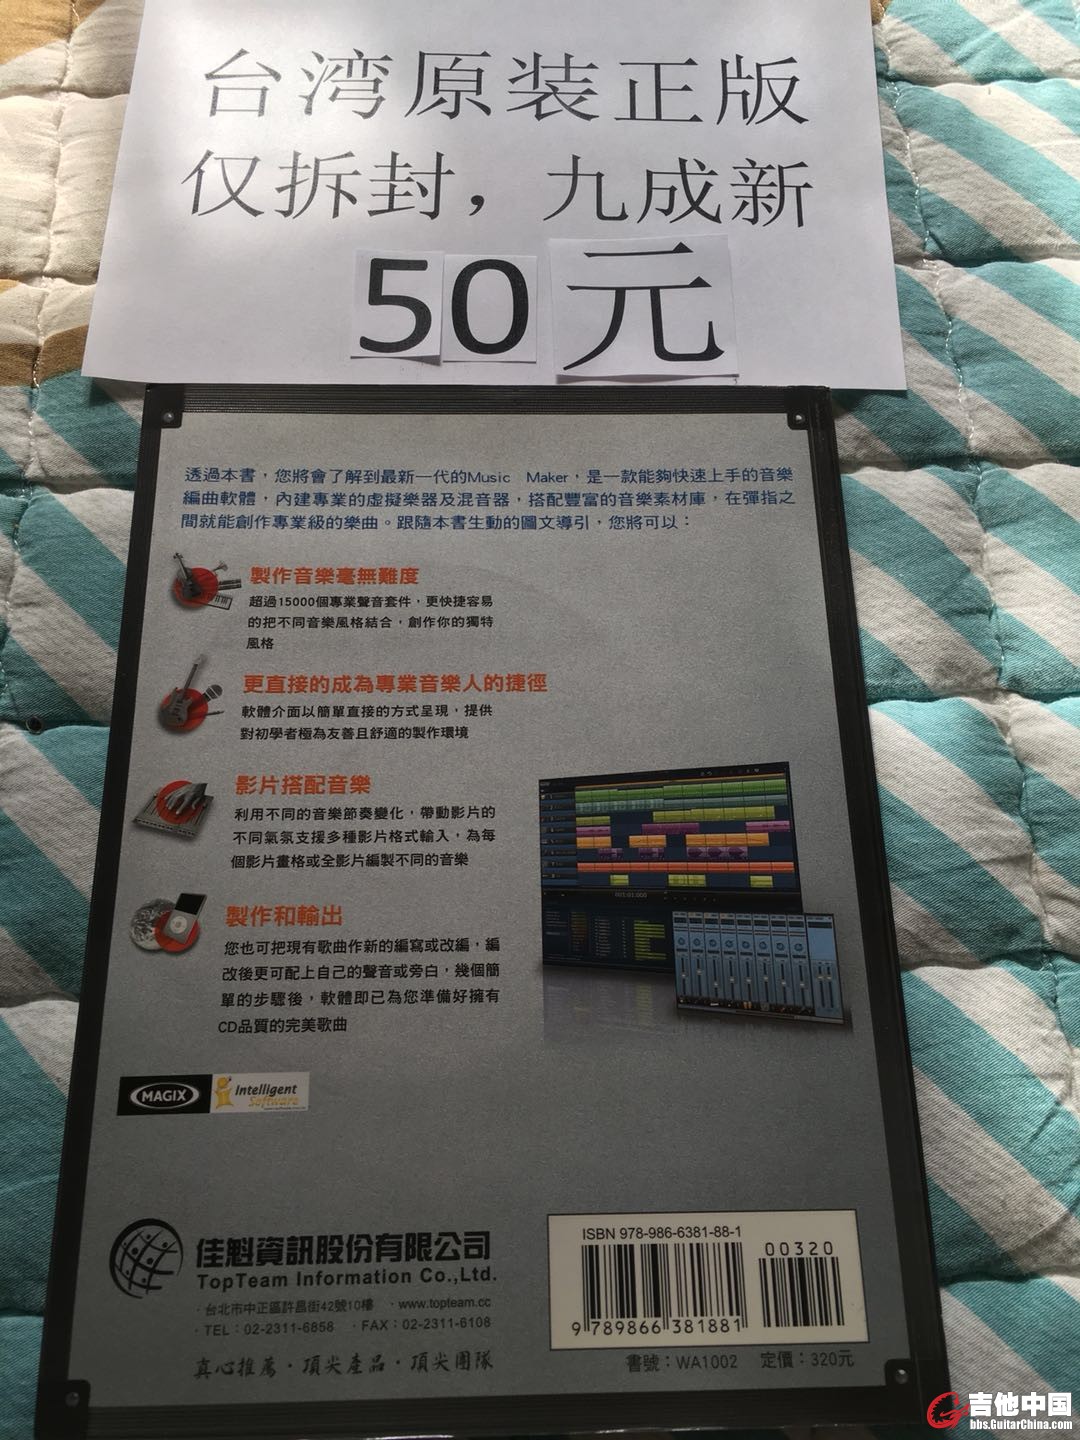 台湾原装正版
仅拆封，九成新
50元
透過本書，您將會了解到最新一代的Music Maker，是一款能夠快速上手的音樂
編曲軟體，內建專業的虛擬樂器及混音器，搭配豐富的音樂素材庫，在彈指之
間就能創作專業級的樂曲。跟隨本書生動的圖文導引，您將可以：
製作音樂毫無難度
超過15000個專業聲音套件，更快捷容易
的把不同音樂風格結合，創作你的獨特
風格
更直接的成為專業音樂人的捷徑
軟體介面以簡單直接的方式呈現，提供
對初學者極為友善且舒適的製作環境
影片搭配音樂
利用不同的音樂節奏變化，帶動影片的
不同氣氛支援多種影片格式輸入，為每
個影片畫格或全影片編製不同的音樂
製作和輸出
您也可把現有歌曲作新的編寫或改編，編
改後更可配上自己的聲音或旁白，幾個簡
單的步驟後，軟體即已為您準備好擁有
CD品質的完美歌曲
001:01:000
MAGIX
Intelligent
Software
佳魁資訊股份有限公司
TopTeam Information Co.,Ltd.
·台北市中正區許昌街42號10樓 ·www.topteam.cc
·TEL：02-2311-6858 ·FAX：02-2311-6108
真心推薦·頂尖產品·頂尖團隊
ISBN 978-986-6381-88-1
00320
9 789866 381881
書號：WA1002 定價：320元
吉他中国
bbs.GuitarChina.com